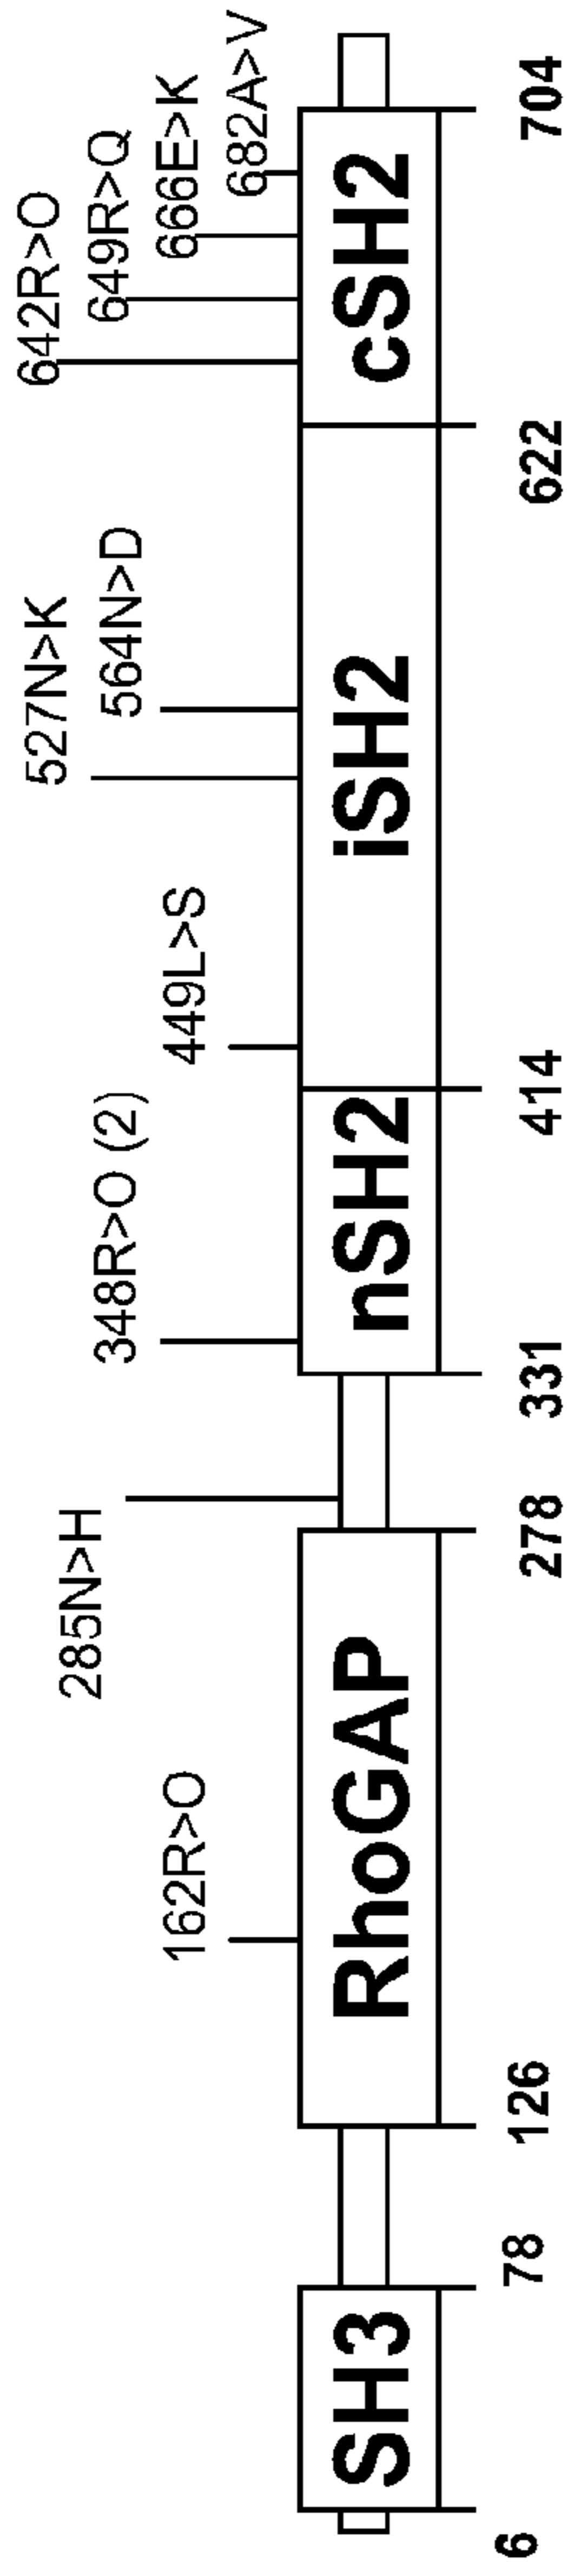 642R>O
649R>Q
666E>K
682A>V
527N>K
564N>D
449L>S
348R>O (2)
285N>H
162R>O
SH3
RhoGAP
nSH2
iSH2
cSH2
6
78
126
278
331
414
622
704